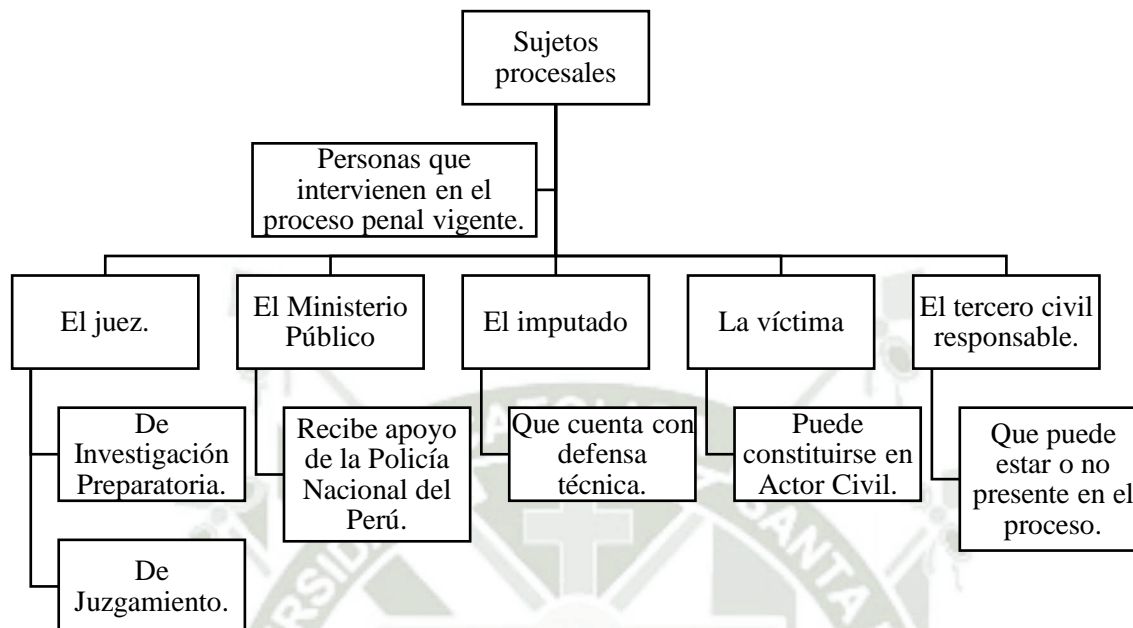 Sujetos
procesales
Personas que
intervienen en el
proceso penal vigente.
El juez.
De
Investigación
Preparatoria.
De
Juzgamiento.
El Ministerio
Público
Recibe apoyo
de la Policía
Nacional del
Perú.
El imputado
Que cuenta con
defensa
técnica.
La víctima
Puede
constituirse en
Actor Civil.
El tercero civil
responsable.
Que puede
estar o no
presente en el
proceso.
SANTA